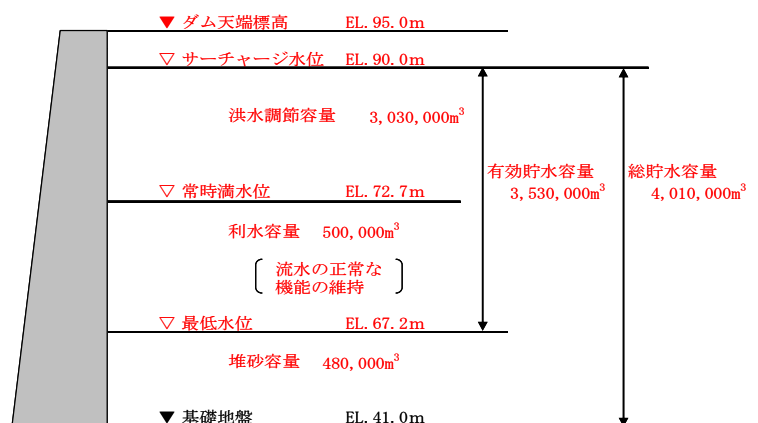 ▼ ダム天端標高 EL.95.0m
▽ サーチャージ水位 EL.90.0m
洪水調節容量 3,030,000m³
有効貯水容量 総貯水容量
3,530,000m³ 4,010,000m³
▽ 常時満水位 EL.72.7m
利水容量 500,000m³
流水の正常な
機能の維持
▽ 最低水位 EL.67.2m
堆砂容量 480,000m³
▼ 基礎地盤 EL.41.0m